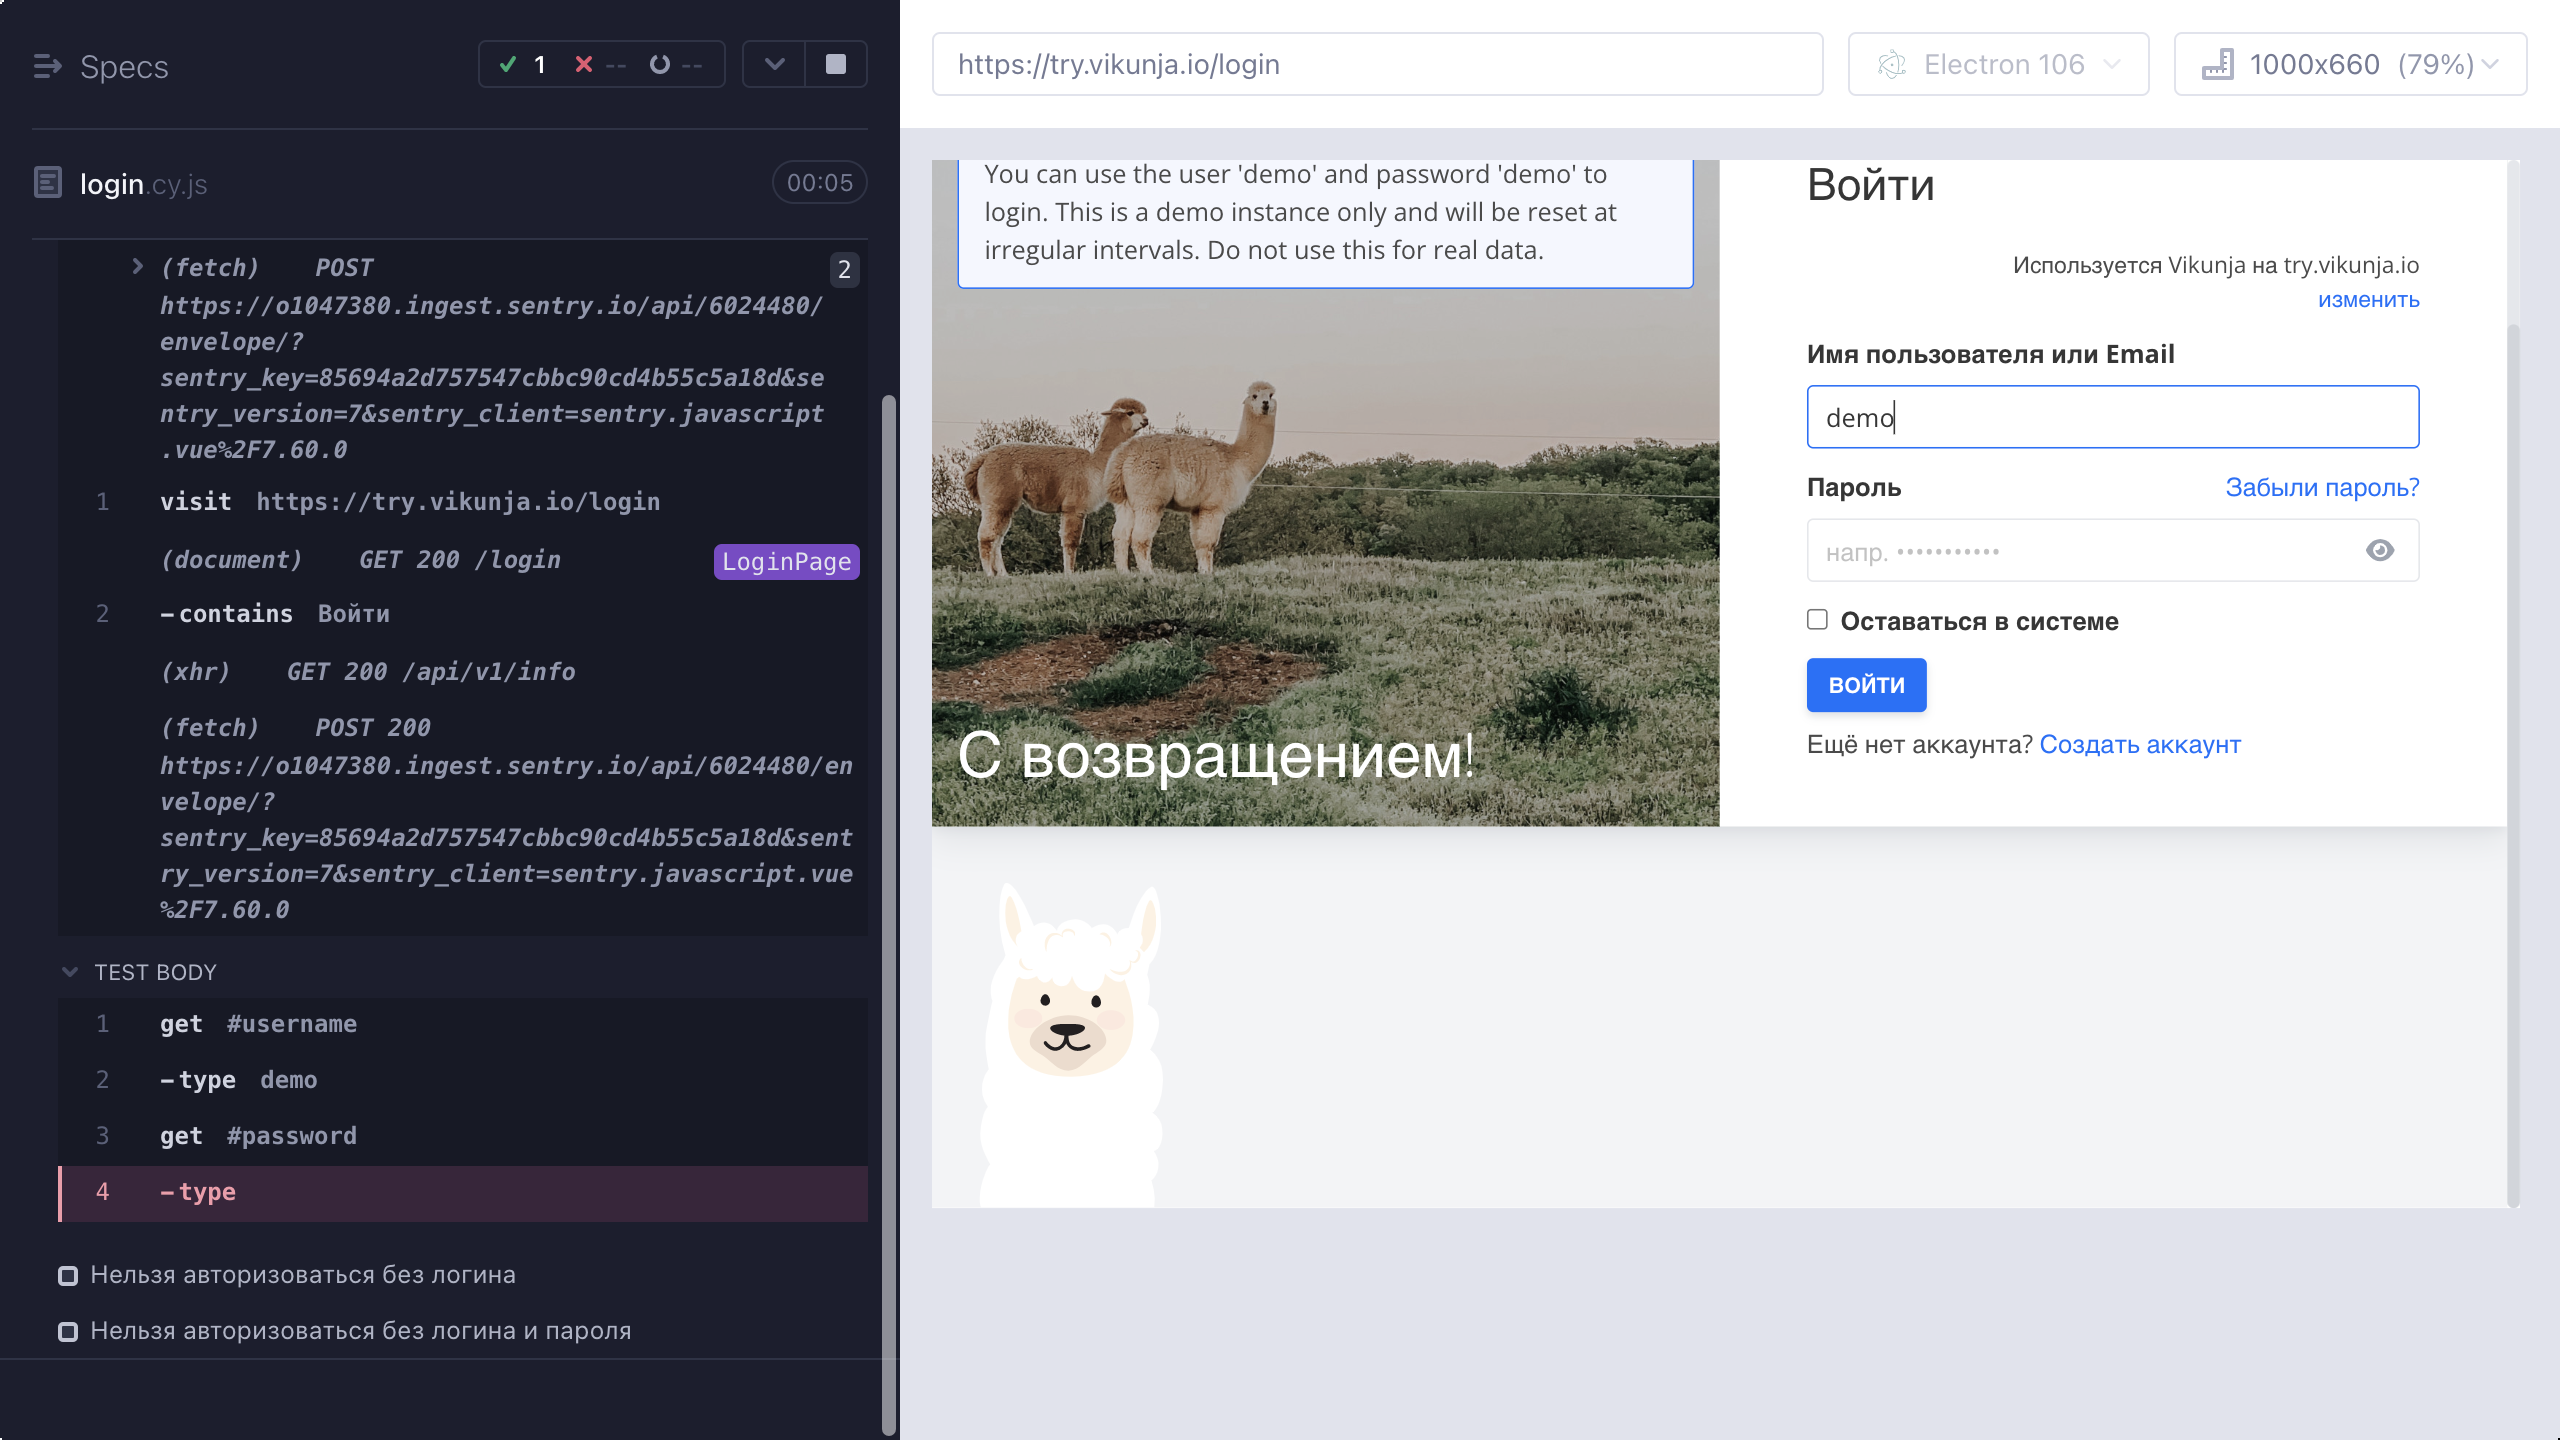 Specs
1
--
--
login.cy.js
00:05
(fetch) POST
2
https://o1047380.ingest.sentry.io/api/6024480/
envelope/?
sentry_key=85694a2d757547cbbc90cd4b55c5a18d&se
ntry_version=7&sentry_client=sentry.javascript
.vue%2F7.60.0
1 visit https://try.vikunja.io/login
(document) GET 200 /login LoginPage
2 -contains Войти
(xhr) GET 200 /api/v1/info
(fetch) POST 200
https://o1047380.ingest.sentry.io/api/6024480/en
velope/?
sentry_key=85694a2d757547cbbc90cd4b55c5a18d&sent
ry_version=7&sentry_client=sentry.javascript.vue
%2F7.60.0
TEST BODY
1 get #username
2 -type demo
3 get #password
4 -type
Нельзя авторизоваться без логина
Нельзя авторизоваться без логина и пароля
https://try.vikunja.io/login
Electron 106
1000x660 (79%)
You can use the user 'demo' and password 'demo' to
login. This is a demo instance only and will be reset at
irregular intervals. Do not use this for real data.
С возвращением!
Войти
Используется Vikunja на try.vikunja.io
изменить
Имя пользователя или Email
demo
Пароль
Забыли пароль?
напр. •••••••••••
Оставаться в системе
ВОЙТИ
Ещё нет аккаунта? Создать аккаунт